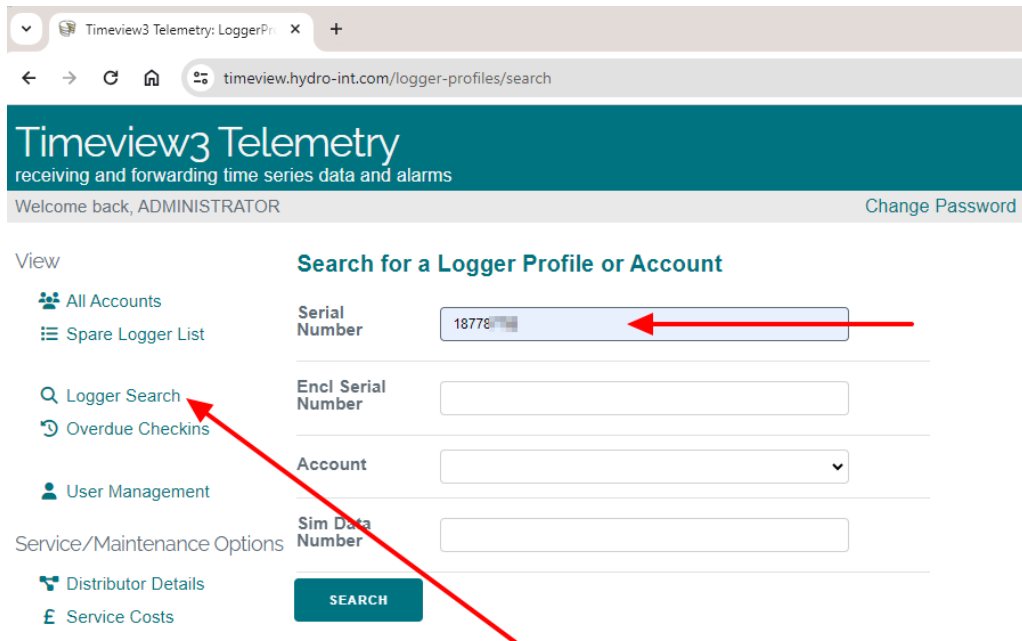 Timeview3 Telemetry: LoggerPr
timeview.hydro-int.com/logger-profiles/search
Timeview3 Telemetry
receiving and forwarding time series data and alarms
Welcome back, ADMINISTRATOR
Change Password
View
All Accounts
Spare Logger List
Logger Search
Overdue Checkins
User Management
Service/Maintenance Options
Distributor Details
£ Service Costs
Search for a Logger Profile or Account
Serial
Number
18778
Encl Serial
Number
Account
Sim Data
Number
SEARCH